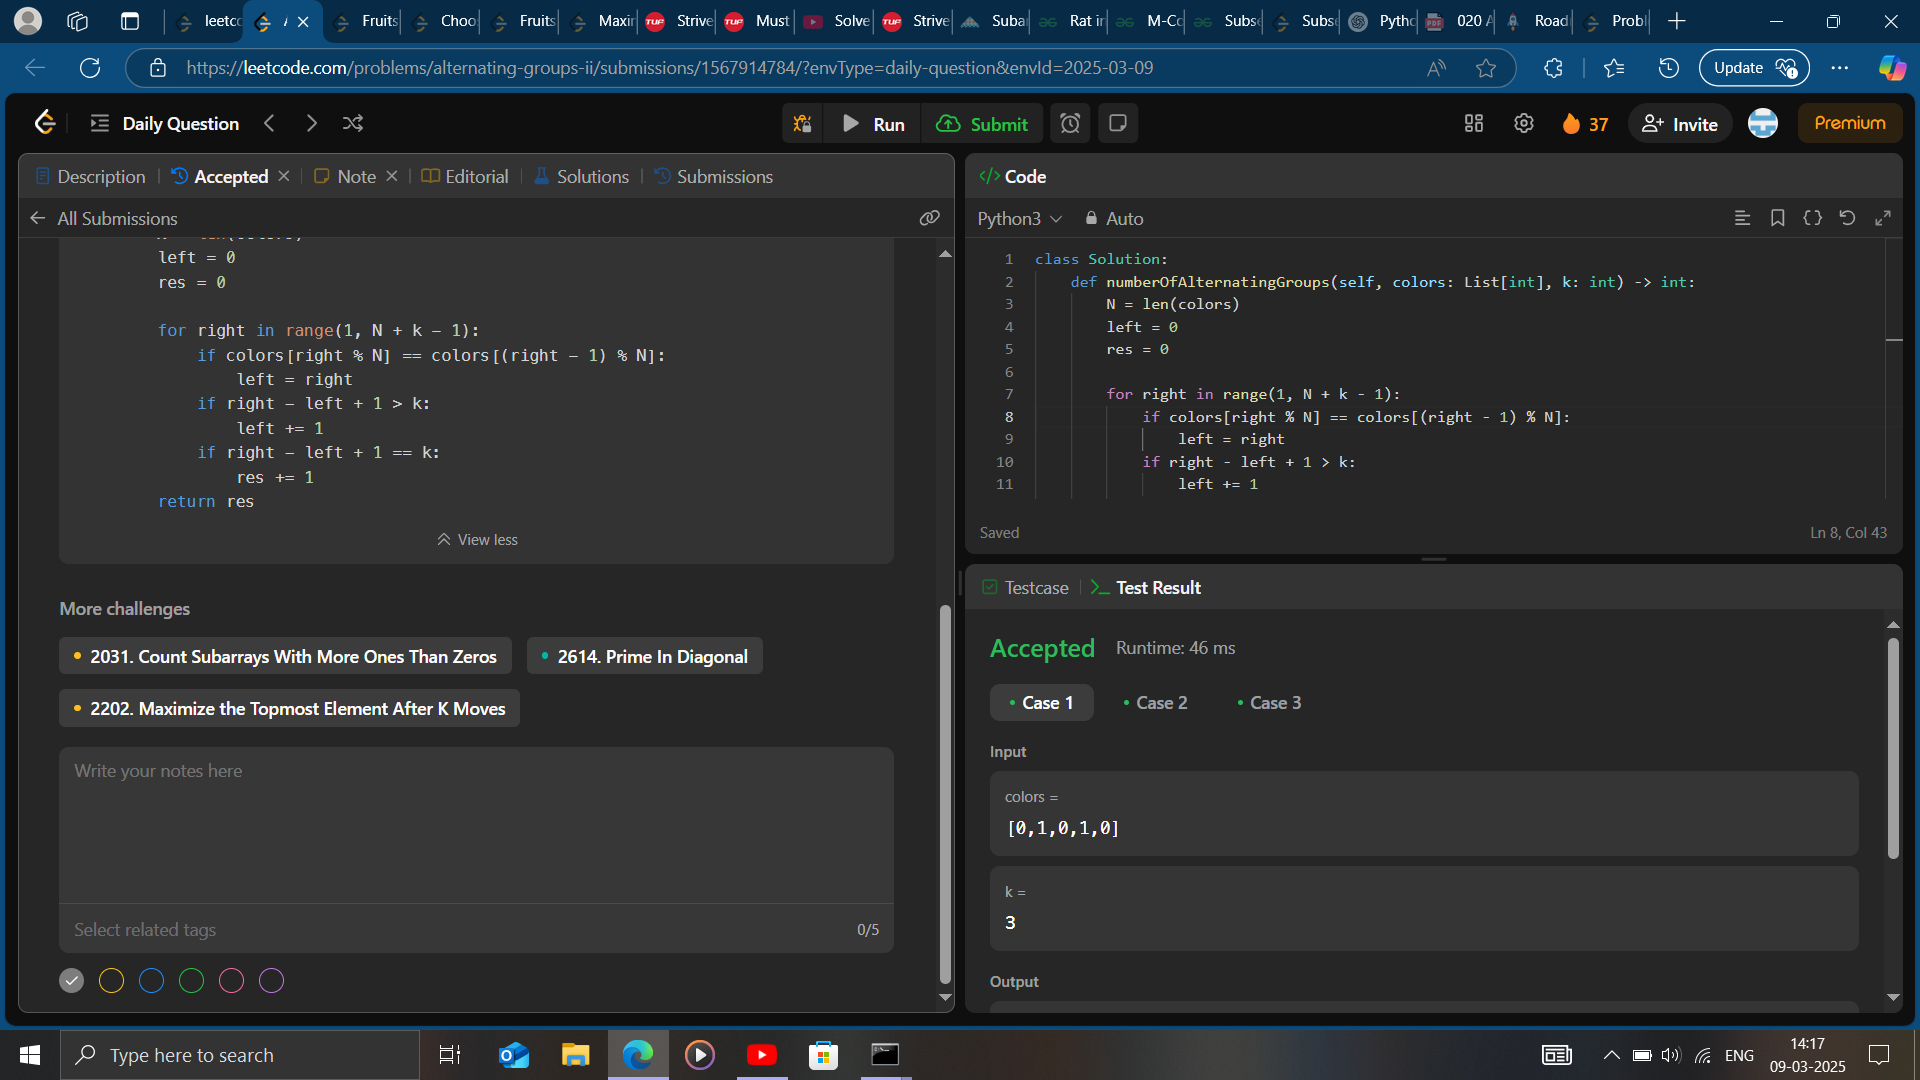 leetc
A
Fruits
Choo
Fruits
Maxir
TUF Strive
TUF Must
Solve
TUF Strive
Suba
Rat ir
M-Co
Subse
Subse
Pytho
020 A
Road
Probl
https://leetcode.com/problems/alternating-groups-ii/submissions/1567914784/?envType=daily-question&envId=2025-03-09
Update
Daily Question
Run
Submit
37
Invite
Premium
Description
Accepted
Note
Editorial
Solutions
Submissions
All Submissions
left = 0
res = 0
for right in range(1, N + k - 1):
if colors[right % N] == colors[(right - 1) % N]:
left = right
if right - left + 1 > k:
left += 1
if right - left + 1 == k:
res += 1
return res
View less
More challenges
2031. Count Subarrays With More Ones Than Zeros
2614. Prime In Diagonal
2202. Maximize the Topmost Element After K Moves
Write your notes here
Select related tags
0/5
Code
Python3
Auto
1 class Solution:
2 def numberOfAlternatingGroups(self, colors: List[int], k: int) -> int:
3 N = len(colors)
4 left = 0
5 res = 0
6
7 for right in range(1, N + k - 1):
8 if colors[right % N] == colors[(right - 1) % N]:
9 left = right
10 if right - left + 1 > k:
11 left += 1
Saved
Ln 8, Col 43
Testcase
Test Result
Accepted
Runtime: 46 ms
Case 1
Case 2
Case 3
Input
colors =
[0,1,0,1,0]
k =
3
Output
Type here to search
ENG
14:17
09-03-2025